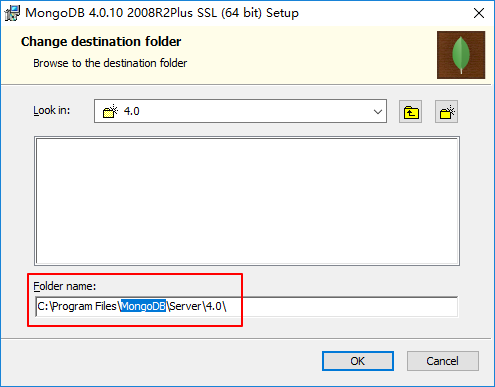 MongoDB 4.0.10 2008R2Plus SSL (64 bit) Setup
Change destination folder
Browse to the destination folder
Look in:
4.0
Folder name:
C:\Program Files\MongoDB\Server\4.0\
OK
Cancel